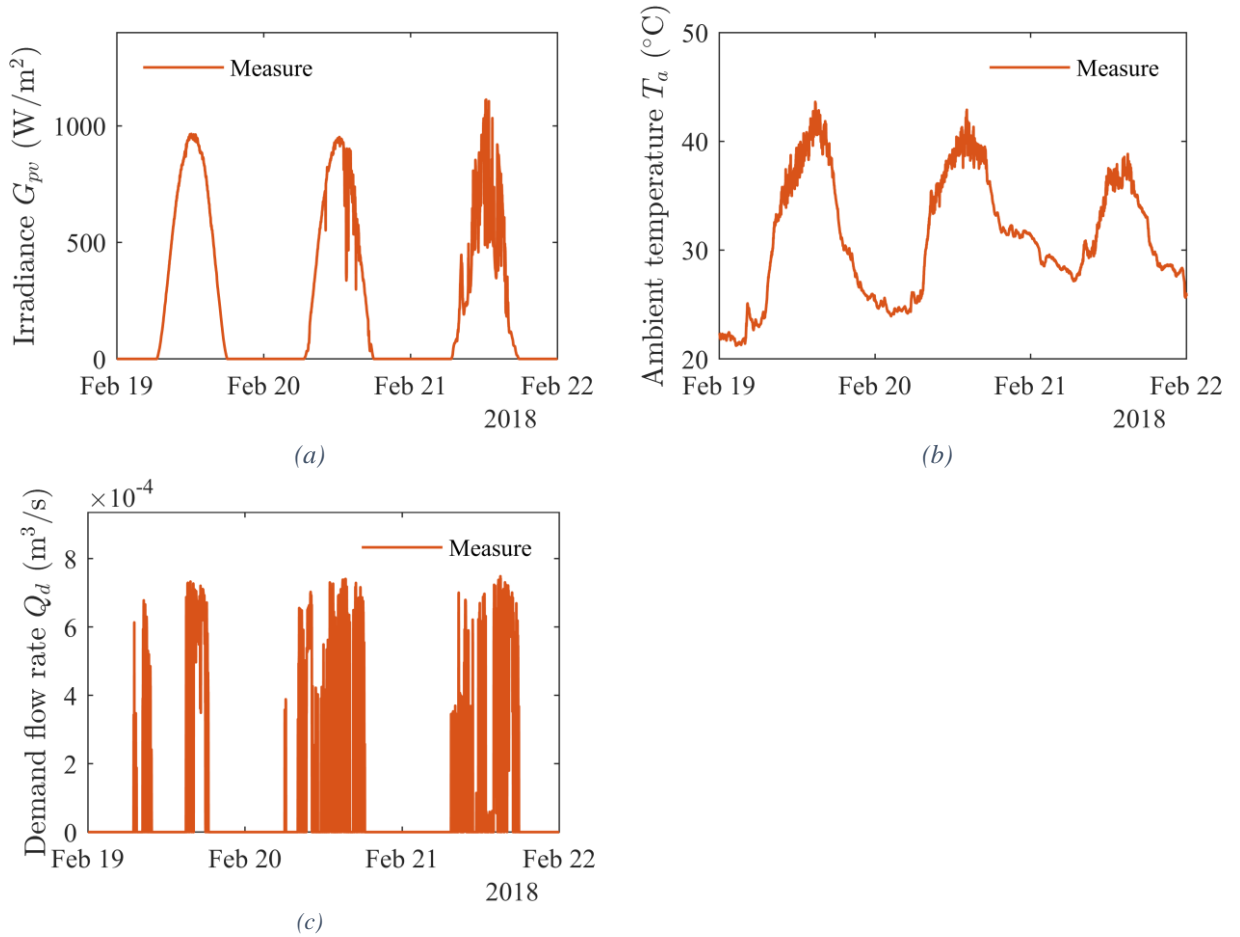 Irradiance G_pv (W/m²)
Measure
1000
500
0
Feb 19 Feb 20 Feb 21 Feb 22
2018
(a)
Ambient temperature T_a (°C)
50
Measure
40
30
20
Feb 19 Feb 20 Feb 21 Feb 22
2018
(b)
Demand flow rate Q_d (m³/s)
×10⁻⁴
Measure
8
6
4
2
0
Feb 19 Feb 20 Feb 21 Feb 22
2018
(c)